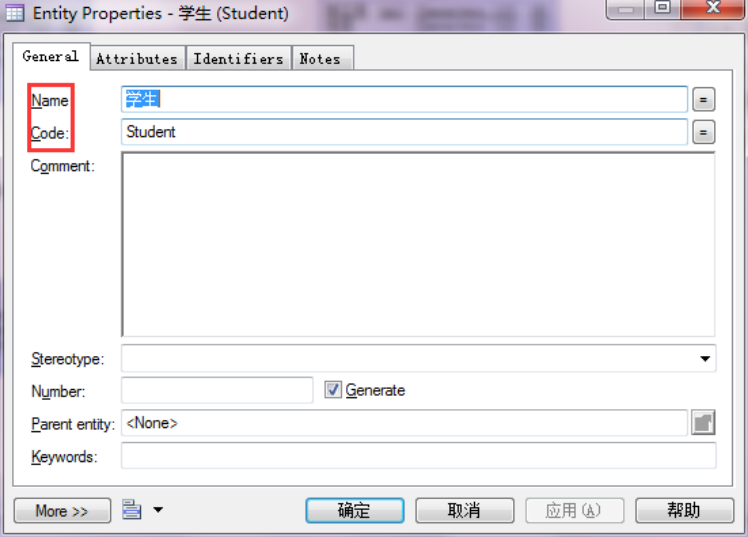 Entity Properties - 学生 (Student)
General Attributes Identifiers Notes
Name 学生 =
Code: Student =
Comment:
Stereotype:
Number: Generate
Parent entity: <None>
Keywords:
More >> 确定 取消 应用(A) 帮助